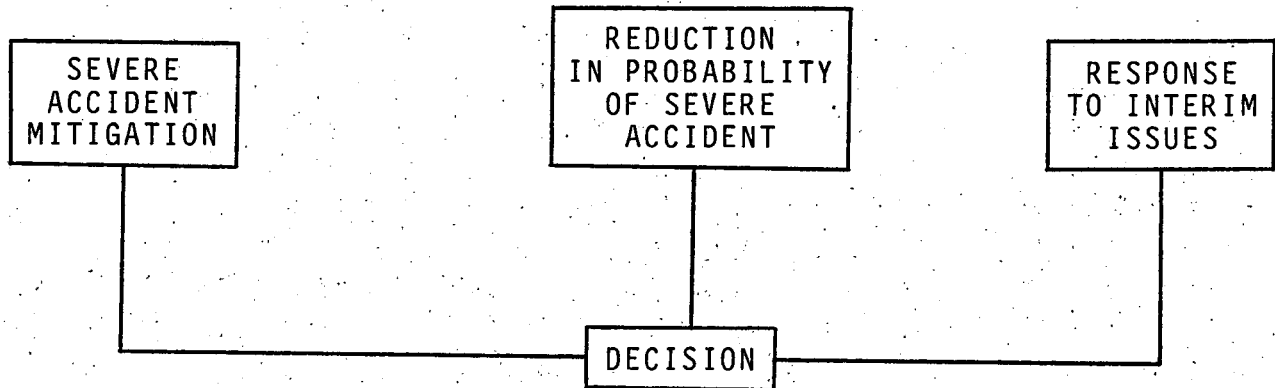 SEVERE
ACCIDENT
MITIGATION
REDUCTION
IN PROBABILITY
OF SEVERE
ACCIDENT
RESPONSE
TO INTERIM
ISSUES
DECISION